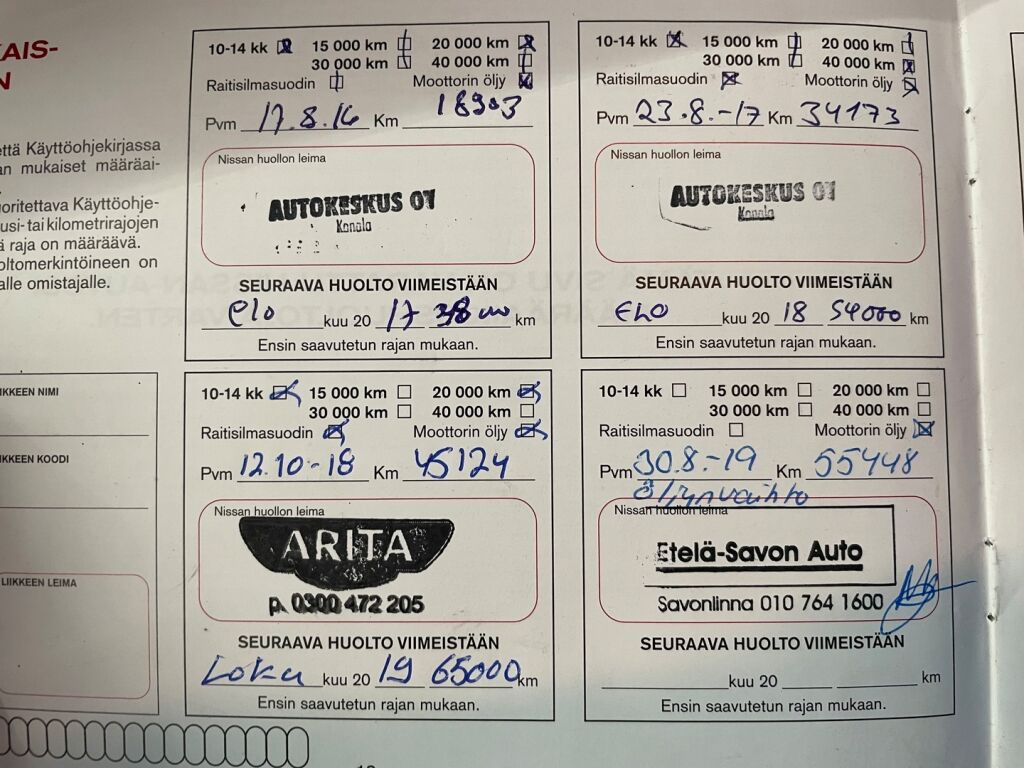 KAIS-
N
että Käyttöohjekirjassa
an mukaiset määräai-
oritettava Käyttöohje-
usi- tai kilometrirajojen
ä raja on määräävä.
oltomerkintöineen on
alle omistajalle.
10-14 kk 15 000 km 20 000 km
30 000 km 40 000 km
Raitisilmasuodin Moottorin öljy
Pvm 17.8.16 Km 18903
Nissan huollon leima
AUTOKESKUS OY
Konala
SEURAAVA HUOLTO VIIMEISTÄÄN
elo kuu 20 17 km
Ensin saavutetun rajan mukaan.
10-14 kk 15 000 km 20 000 km
30 000 km 40 000 km
Raitisilmasuodin Moottorin öljy
Pvm 23.8.-17 Km 34173
Nissan huollon leima
AUTOKESKUS OY
Konala
SEURAAVA HUOLTO VIIMEISTÄÄN
ELO kuu 20 18 54000 km
Ensin saavutetun rajan mukaan.
IKKEEN NIMI
IKKEEN KOODI
LIIKKEEN LEIMA
10-14 kk 15 000 km 20 000 km
30 000 km 40 000 km
Raitisilmasuodin Moottorin öljy
Pvm 12.10-18 Km 45124
Nissan huollon leima
ARITA
p. 0300 472 205
SEURAAVA HUOLTO VIIMEISTÄÄN
Loka kuu 20 19 65000 km
Ensin saavutetun rajan mukaan.
10-14 kk 15 000 km 20 000 km
30 000 km 40 000 km
Raitisilmasuodin Moottorin öljy
Pvm 30.8.-19 Km 55448
öljynvaihto
Nissan huollon leima
Etelä-Savon Auto
Savonlinna 010 764 1600
SEURAAVA HUOLTO VIIMEISTÄÄN
kuu 20 km
Ensin saavutetun rajan mukaan.